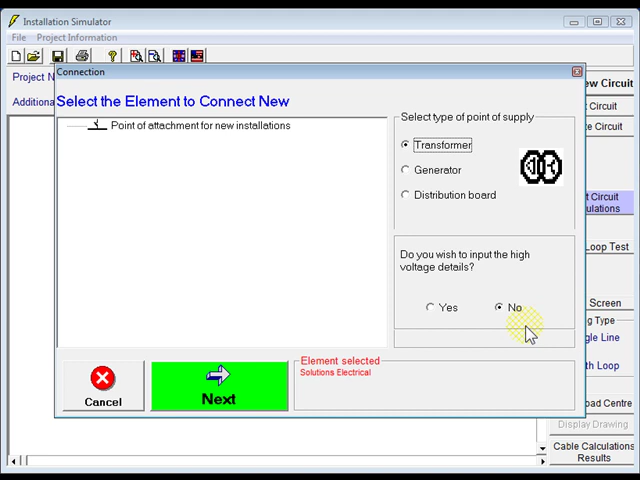 Installation Simulator
File Project Information
Project N
Additiona
ew Circuit
Circuit
e Circuit
t Circuit
ulations
Loop Test
Screen
g Type
gle Line
th Loop
oad Centre
Display Drawing
Cable Calculations
Results
Connection
Select the Element to Connect New
Point of attachment for new installations
Select type of point of supply
Transformer
Generator
Distribution board
Do you wish to input the high
voltage details?
Yes No
Cancel
Next
Element selected
Solutions Electrical